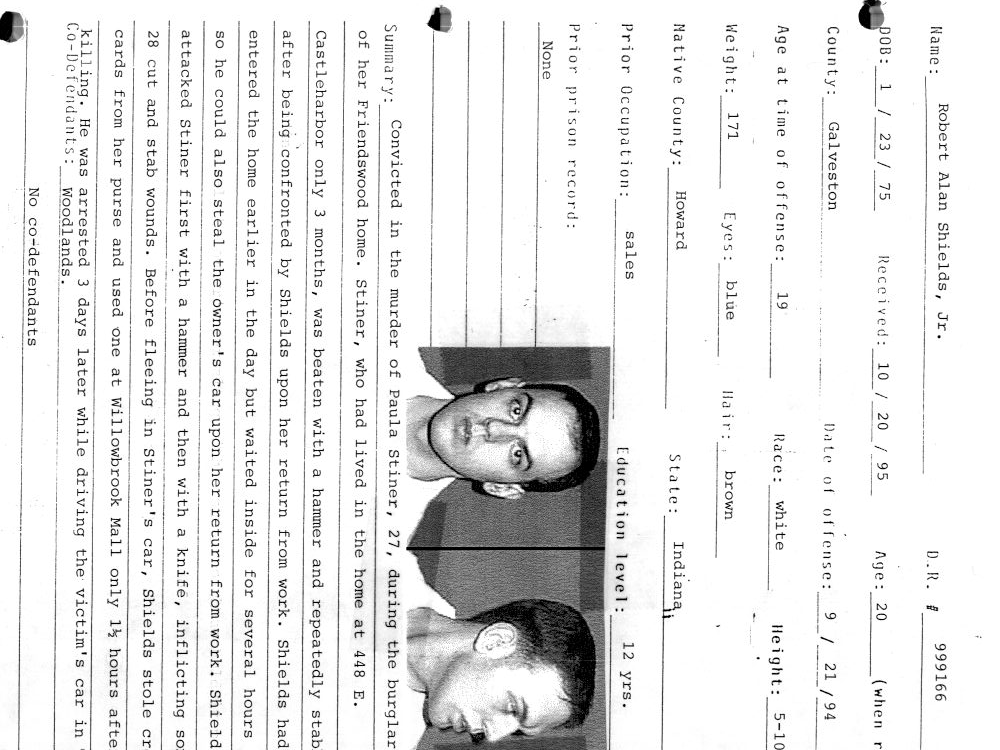 Name: Robert Alan Shields, Jr. D.R. # 999166
DOB: 1 / 23 / 75 Received: 10 / 20 / 95 Age: 20 (when r
County: Galveston Date of offense: 9 / 21 / 94
Age at time of offense: 19 Race: white Height: 5-10
Weight: 171 Eyes: blue Hair: brown
Native County: Howard State: Indiana
Prior Occupation: sales Education level: 12 yrs.
Prior prison record:
None
Summary: Convicted in the murder of Paula Stiner, 27, during the burglar
of her Friendswood home. Stiner, who had lived in the home at 448 E.
Castleharbor only 3 months, was beaten with a hammer and repeatedly stab
after being confronted by Shields upon her return from work. Shields had
entered the home earlier in the day but waited inside for several hours
so he could also steal the owner's car upon her return from work. Shield
attacked Stiner first with a hammer and then with a knife, inflicting so
28 cut and stab wounds. Before fleeing in Stiner's car, Shields stole cr
cards from her purse and used one at Willowbrook Mall only 1½ hours afte
killing. He was arrested 3 days later while driving the victim's car in
Co-Defendants: Woodlands.
No co-defendants